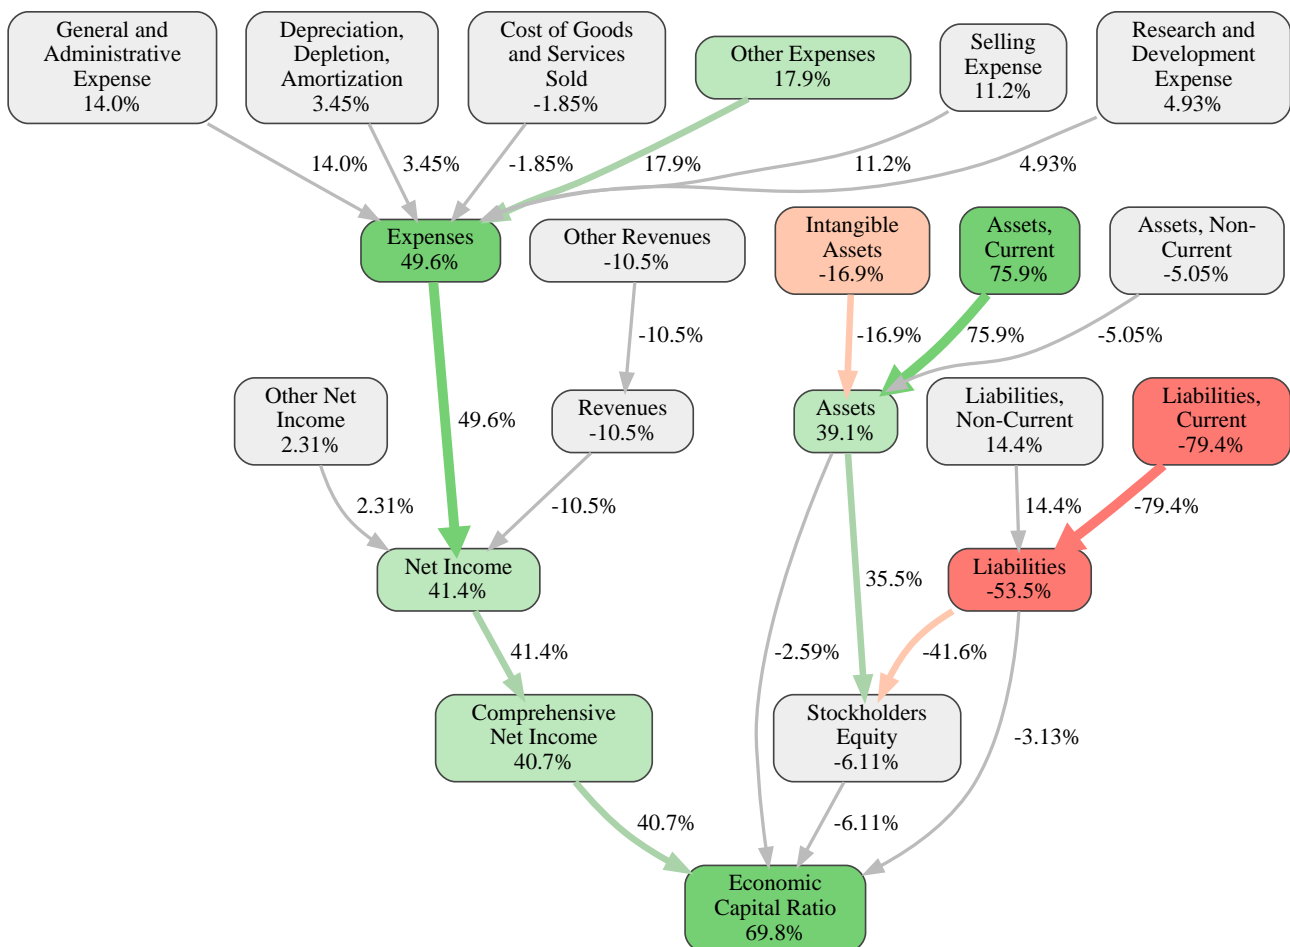 General and
Administrative
Expense
14.0%
Depreciation,
Depletion,
Amortization
3.45%
Cost of Goods
and Services
Sold
-1.85%
Other Expenses
17.9%
Selling
Expense
11.2%
Research and
Development
Expense
4.93%
14.0%
3.45%
-1.85%
17.9%
11.2%
4.93%
Expenses
49.6%
Other Revenues
-10.5%
Intangible
Assets
-16.9%
Assets,
Current
75.9%
Assets, Non-
Current
-5.05%
-10.5%
-16.9%
75.9%
-5.05%
Other Net
Income
2.31%
49.6%
Revenues
-10.5%
Assets
39.1%
Liabilities,
Non-Current
14.4%
Liabilities,
Current
-79.4%
2.31%
-10.5%
14.4%
-79.4%
Net Income
41.4%
35.5%
Liabilities
-53.5%
41.4%
-2.59%
-41.6%
Comprehensive
Net Income
40.7%
Stockholders
Equity
-6.11%
-3.13%
40.7%
-6.11%
Economic
Capital Ratio
69.8%